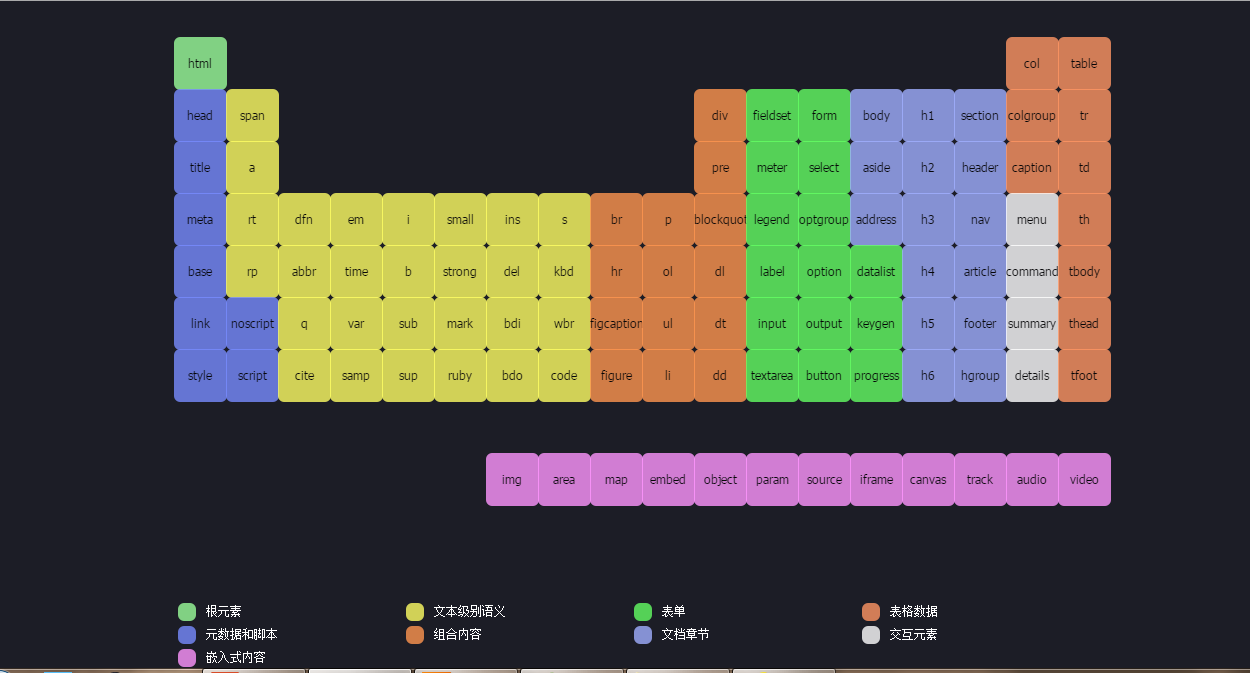 html col table
head span div fieldset form body h1 section colgroup tr
title a pre meter select aside h2 header caption td
meta rt dfn em i small ins s br p blockquot legend optgroup address h3 nav menu th
base rp abbr time b strong del kbd hr ol dl label option datalist h4 article command tbody
link noscript q var sub mark bdi wbr figcaption ul dt input output keygen h5 footer summary thead
style script cite samp sup ruby bdo code figure li dd textarea button progress h6 hgroup details tfoot
img area map embed object param source iframe canvas track audio video
根元素 文本级别语义 表单 表格数据
元数据和脚本 组合内容 文档章节 交互元素
嵌入式内容